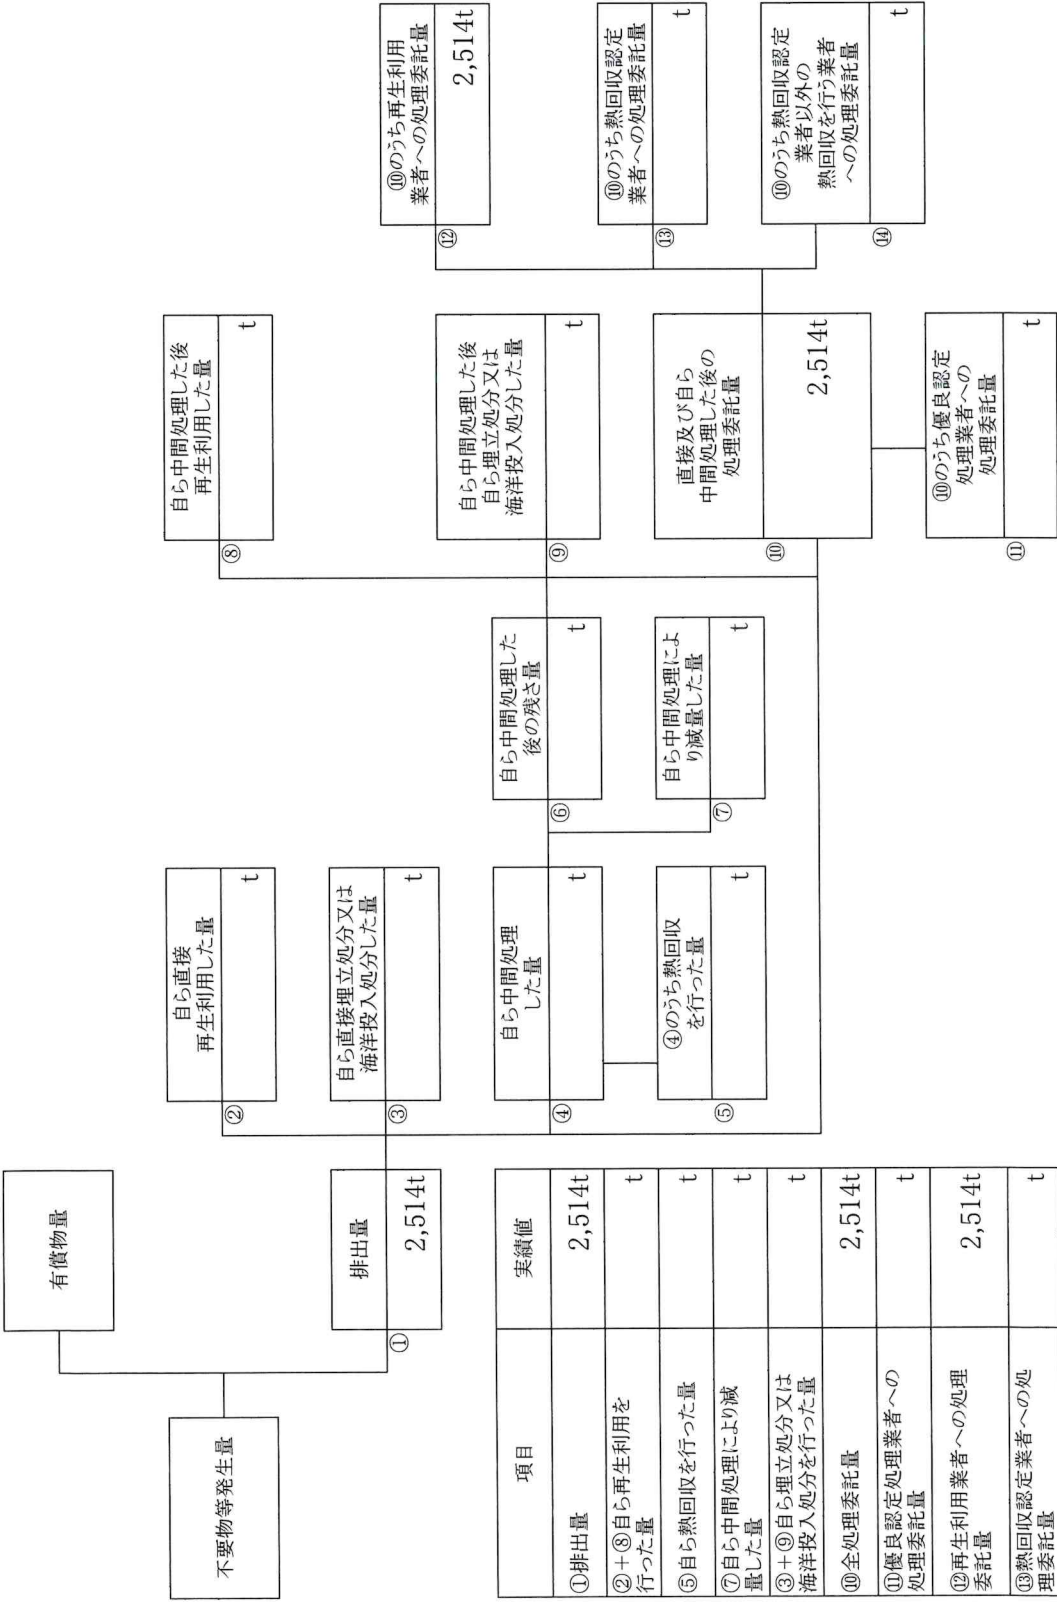 不要物等発生量
有償物量
排出量
①
2,514t
自ら直接
再生利用した量
②
t
自ら直接埋立処分又は
海洋投入処分した量
③
t
自ら中間処理
した量
④
t
④のうち熱回収
を行った量
⑤
t
自ら中間処理した
後の残さ量
⑥
t
自ら中間処理によ
り減量した量
⑦
t
自ら中間処理した後
再生利用した量
⑧
t
自ら中間処理した後
自ら埋立処分又は
海洋投入処分した量
⑨
t
直接及び自ら
中間処理した後の
処理委託量
⑩
2,514t
⑩のうち優良認定
処理業者への
処理委託量
⑪
t
⑩のうち再生利用
業者への処理委託量
⑫
2,514t
⑩のうち熱回収認定
業者への処理委託量
⑬
t
⑩のうち熱回収認定
業者以外の
熱回収を行う業者
への処理委託量
⑭
t
項目 実績値
①排出量 2,514t
②+⑧自ら再生利用を
行った量 t
⑤自ら熱回収を行った量 t
⑦自ら中間処理により減
量した量 t
③+⑨自ら埋立処分又は
海洋投入処分を行った量 t
⑩全処理委託量 2,514t
⑪優良認定処理業者への
処理委託量 t
⑫再生利用業者への処理
委託量 2,514t
⑬熱回収認定業者への処
理委託量 t